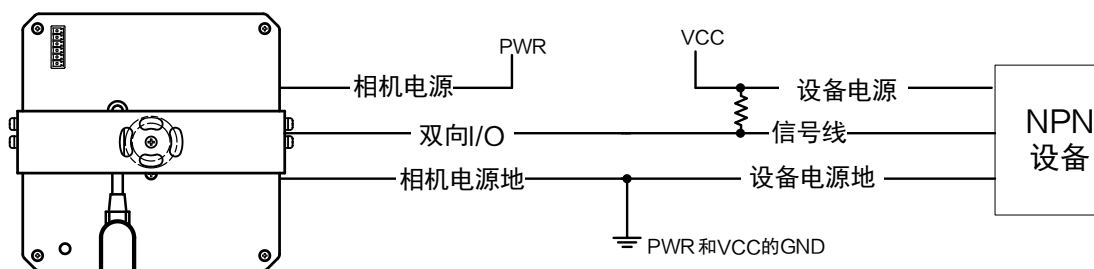 PWR
VCC
相机电源
设备电源
双向I/O
信号线
NPN
设备
相机电源地
设备电源地
PWR和VCC的GND